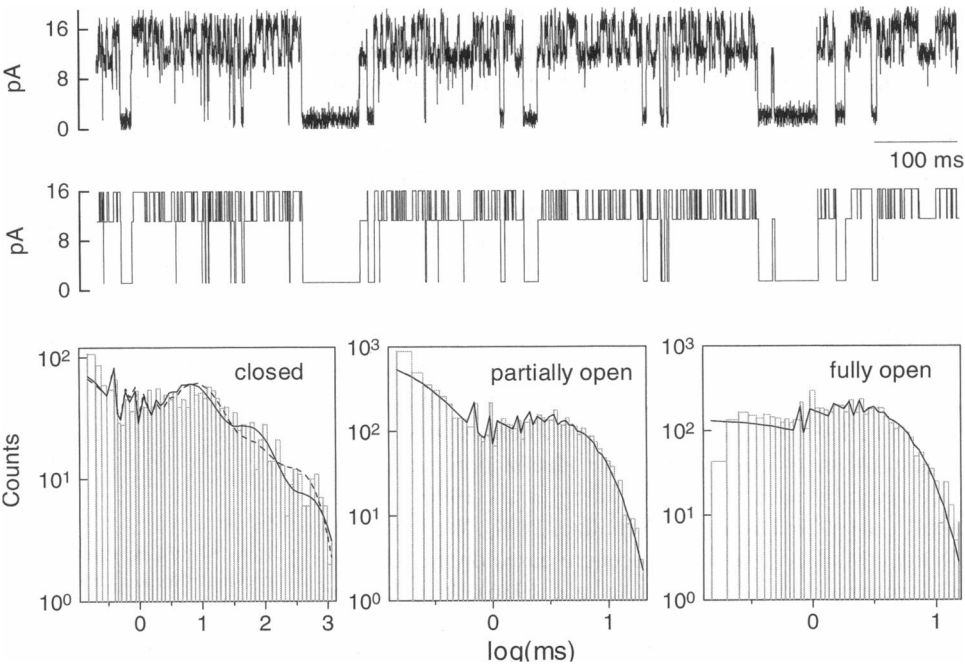 16
8
0
pA
100 ms
16
8
0
pA
10²
10¹
10⁰
Counts
closed
0 1 2 3
10³
10²
10¹
10⁰
partially open
0 1
10³
10²
10¹
10⁰
fully open
0 1
log(ms)